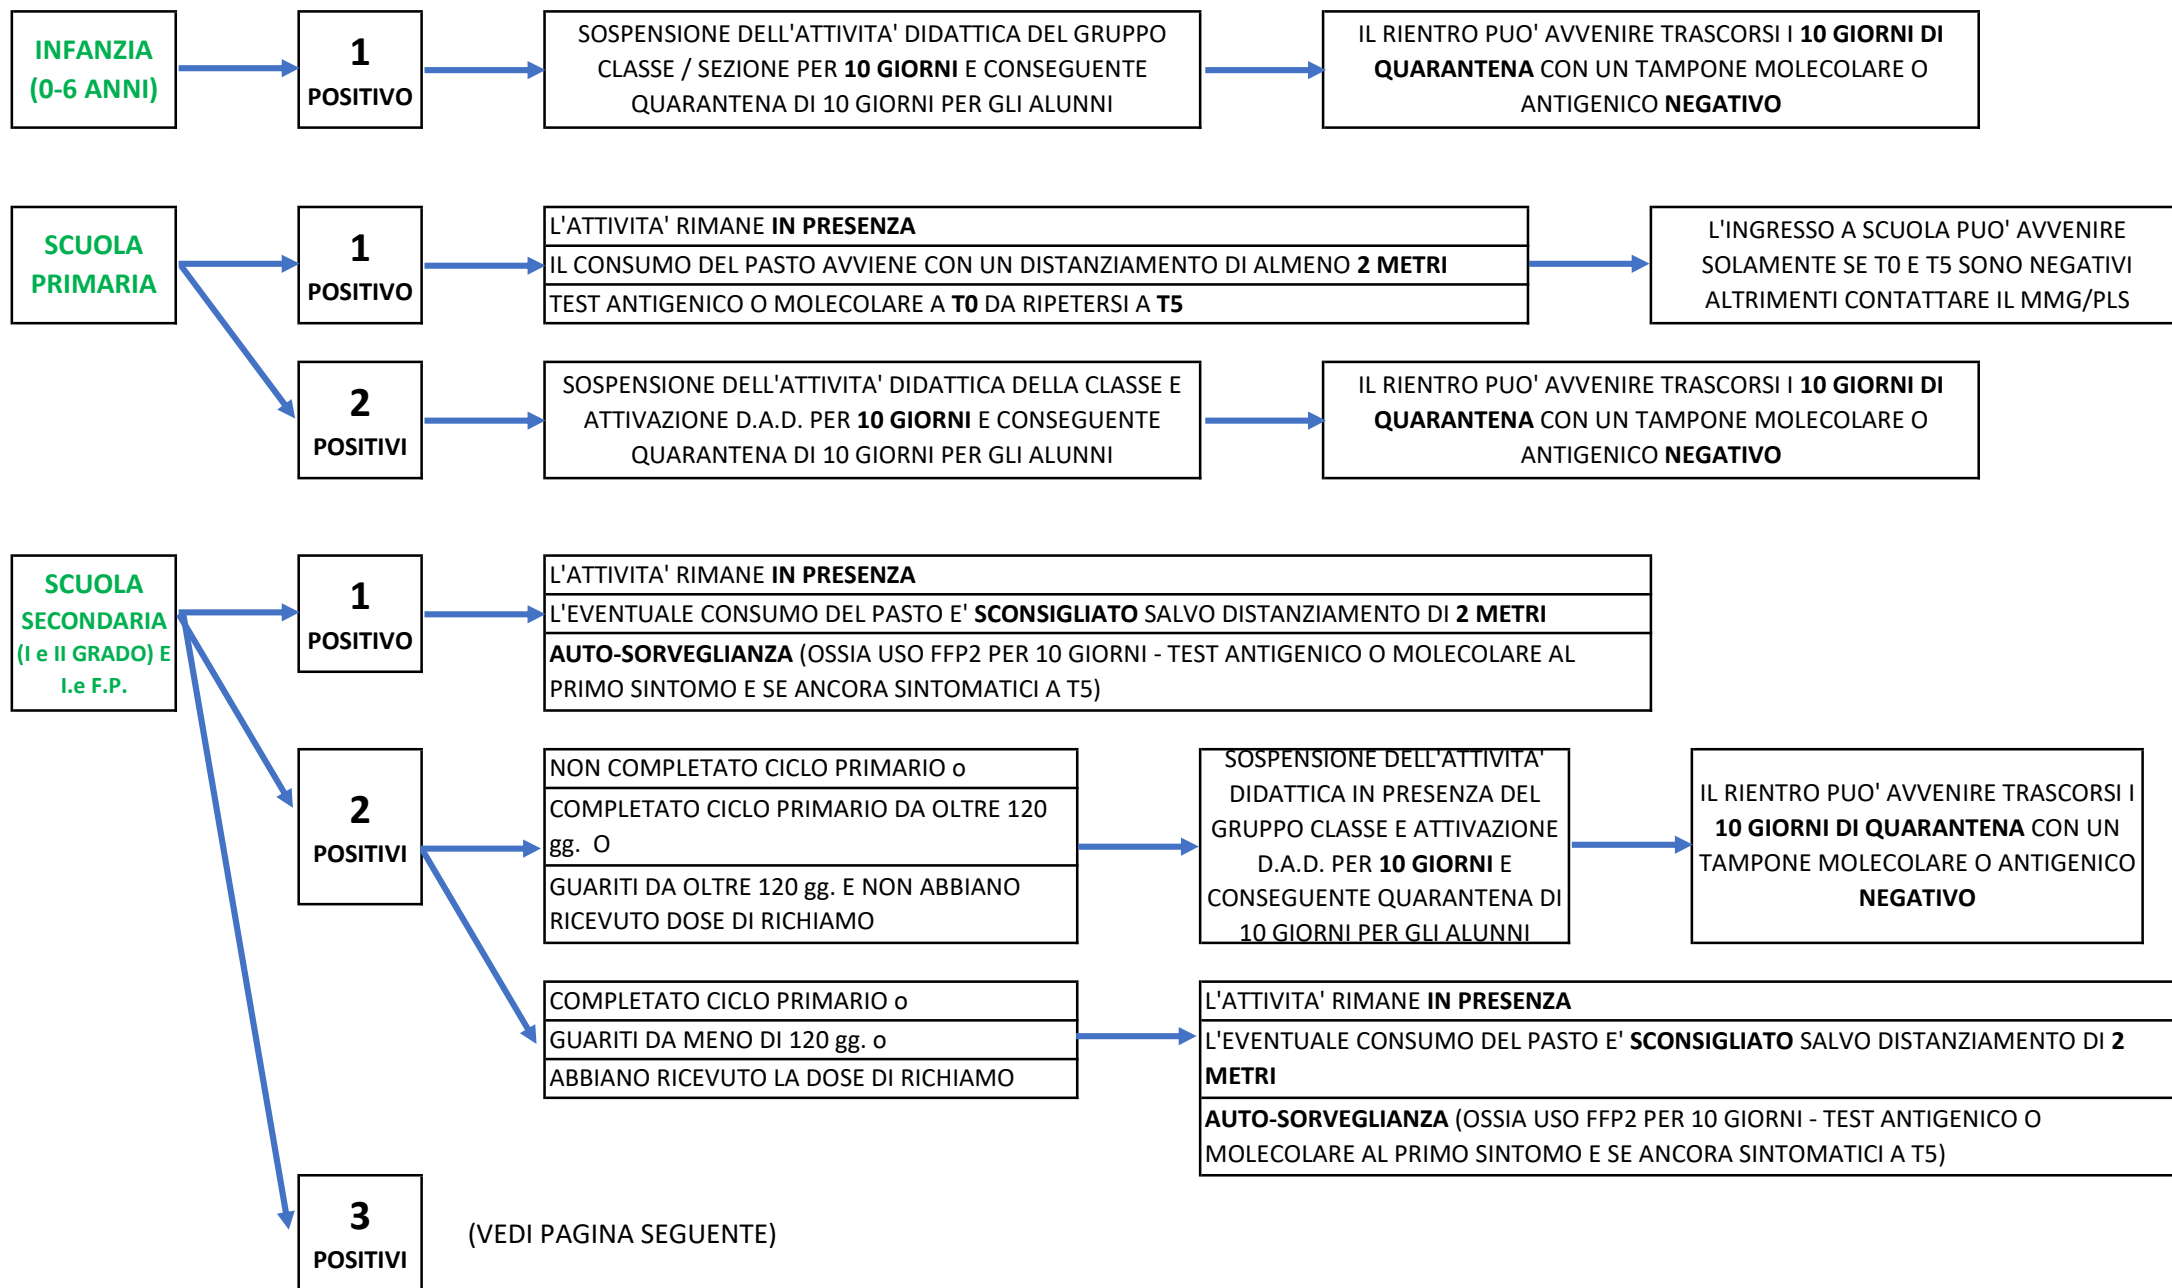 INFANZIA
(0-6 ANNI)
1
POSITIVO
SOSPENSIONE DELL'ATTIVITA' DIDATTICA DEL GRUPPO
CLASSE / SEZIONE PER 10 GIORNI E CONSEGUENTE
QUARANTENA DI 10 GIORNI PER GLI ALUNNI
IL RIENTRO PUO' AVVENIRE TRASCORSI I 10 GIORNI DI
QUARANTENA CON UN TAMPONE MOLECOLARE O
ANTIGENICO NEGATIVO
SCUOLA
PRIMARIA
1
POSITIVO
L'ATTIVITA' RIMANE IN PRESENZA
IL CONSUMO DEL PASTO AVVIENE CON UN DISTANZIAMENTO DI ALMENO 2 METRI
TEST ANTIGENICO O MOLECOLARE A T0 DA RIPETERSI A T5
L'INGRESSO A SCUOLA PUO' AVVENIRE
SOLAMENTE SE T0 E T5 SONO NEGATIVI
ALTRIMENTI CONTATTARE IL MMG/PLS
2
POSITIVI
SOSPENSIONE DELL'ATTIVITA' DIDATTICA DELLA CLASSE E
ATTIVAZIONE D.A.D. PER 10 GIORNI E CONSEGUENTE
QUARANTENA DI 10 GIORNI PER GLI ALUNNI
IL RIENTRO PUO' AVVENIRE TRASCORSI I 10 GIORNI DI
QUARANTENA CON UN TAMPONE MOLECOLARE O
ANTIGENICO NEGATIVO
SCUOLA
SECONDARIA
(I e II GRADO) E
I.e F.P.
1
POSITIVO
L'ATTIVITA' RIMANE IN PRESENZA
L'EVENTUALE CONSUMO DEL PASTO E' SCONSIGLIATO SALVO DISTANZIAMENTO DI 2 METRI
AUTO-SORVEGLIANZA (OSSIA USO FFP2 PER 10 GIORNI - TEST ANTIGENICO O MOLECOLARE AL
PRIMO SINTOMO E SE ANCORA SINTOMATICI A T5)
2
POSITIVI
NON COMPLETATO CICLO PRIMARIO o
COMPLETATO CICLO PRIMARIO DA OLTRE 120
gg. O
GUARITI DA OLTRE 120 gg. E NON ABBIANO
RICEVUTO DOSE DI RICHIAMO
SOSPENSIONE DELL'ATTIVITA'
DIDATTICA IN PRESENZA DEL
GRUPPO CLASSE E ATTIVAZIONE
D.A.D. PER 10 GIORNI E
CONSEGUENTE QUARANTENA DI
10 GIORNI PER GLI ALUNNI
IL RIENTRO PUO' AVVENIRE TRASCORSI I
10 GIORNI DI QUARANTENA CON UN
TAMPONE MOLECOLARE O ANTIGENICO
NEGATIVO
COMPLETATO CICLO PRIMARIO o
GUARITI DA MENO DI 120 gg. o
ABBIANO RICEVUTO LA DOSE DI RICHIAMO
L'ATTIVITA' RIMANE IN PRESENZA
L'EVENTUALE CONSUMO DEL PASTO E' SCONSIGLIATO SALVO DISTANZIAMENTO DI 2
METRI
AUTO-SORVEGLIANZA (OSSIA USO FFP2 PER 10 GIORNI - TEST ANTIGENICO O
MOLECOLARE AL PRIMO SINTOMO E SE ANCORA SINTOMATICI A T5)
3
POSITIVI
(VEDI PAGINA SEGUENTE)